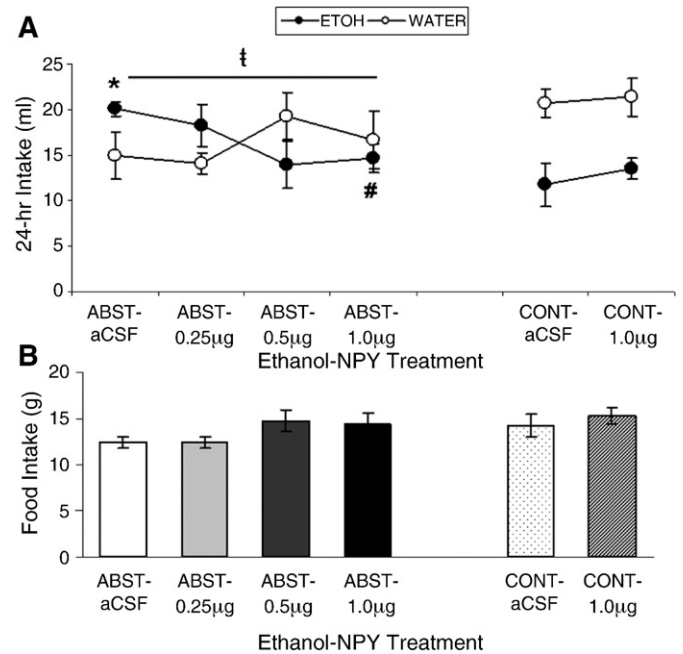 A
ETOH WATER
* ‡
25
20
15
10
5
0
24-hr Intake (ml)
#
ABST-aCSF ABST-0.25µg ABST-0.5µg ABST-1.0µg CONT-aCSF CONT-1.0µg
Ethanol-NPY Treatment
B
20
15
10
5
0
Food Intake (g)
ABST-aCSF ABST-0.25µg ABST-0.5µg ABST-1.0µg CONT-aCSF CONT-1.0µg
Ethanol-NPY Treatment